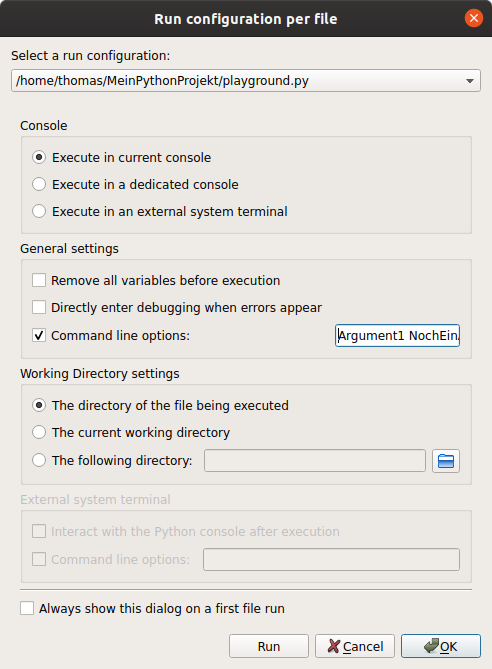 Run configuration per file
Select a run configuration:
/home/thomas/MeinPythonProjekt/playground.py
Console
Execute in current console
Execute in a dedicated console
Execute in an external system terminal
General settings
Remove all variables before execution
Directly enter debugging when errors appear
Command line options: Argument1 NochEin
Working Directory settings
The directory of the file being executed
The current working directory
The following directory:
External system terminal
Interact with the Python console after execution
Command line options:
Always show this dialog on a first file run
Run Cancel OK